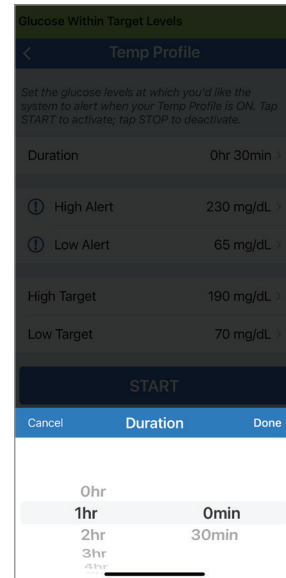 Glucose Within Target Levels
Temp Profile
Set the glucose levels at which you'd like the
system to alert when your Temp Profile is ON. Tap
START to activate; tap STOP to deactivate.
Duration 0hr 30min
High Alert 230 mg/dL
Low Alert 65 mg/dL
High Target 190 mg/dL
Low Target 70 mg/dL
START
Cancel Duration Done
0hr
1hr 0min
2hr 30min
3hr
4hr